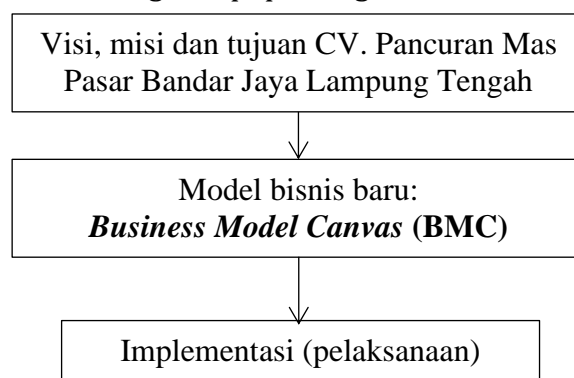 Visi, misi dan tujuan CV. Pancuran Mas
Pasar Bandar Jaya Lampung Tengah
Model bisnis baru:
Business Model Canvas (BMC)
Implementasi (pelaksanaan)